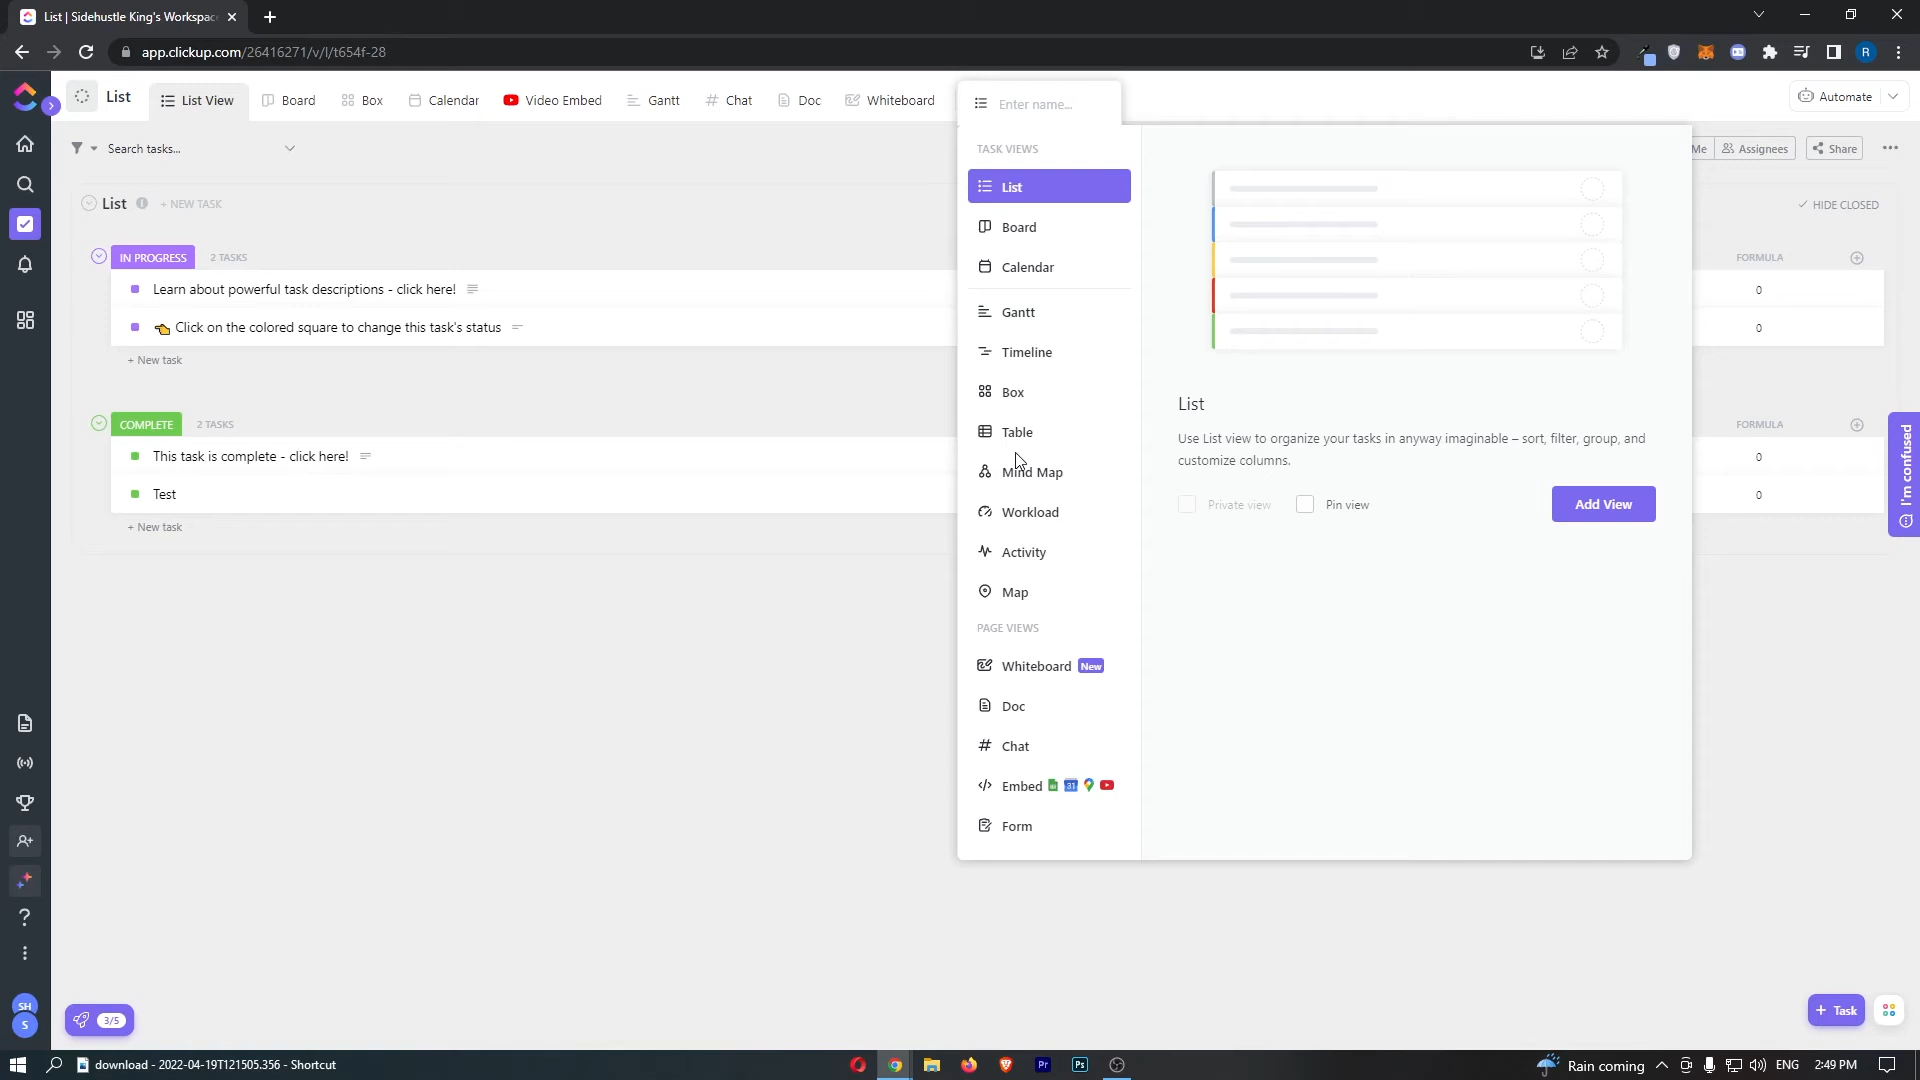 List | Sidehustle King's Workspac
app.clickup.com/26416271/v/l/t654f-28
R
List
List View
Board
Box
Calendar
Video Embed
Gantt
Chat
Doc
Whiteboard
Enter name...
Automate
Search tasks...
Me
Assignees
Share
List
+ NEW TASK
HIDE CLOSED
IN PROGRESS
2 TASKS
FORMULA
Learn about powerful task descriptions - click here!
0
Click on the colored square to change this task's status
0
+ New task
COMPLETE
2 TASKS
FORMULA
This task is complete - click here!
0
Test
0
+ New task
TASK VIEWS
List
Board
Calendar
Gantt
Timeline
Box
Table
Mind Map
Workload
Activity
Map
PAGE VIEWS
Whiteboard New
Doc
Chat
Embed
31
Form
List
Use List view to organize your tasks in anyway imaginable – sort, filter, group, and
customize columns.
Private view
Pin view
Add View
I'm confused
SH
S
3/5
+ Task
download - 2022-04-19T121505.356 - Shortcut
Pr
Ps
Rain coming
ENG
2:49 PM